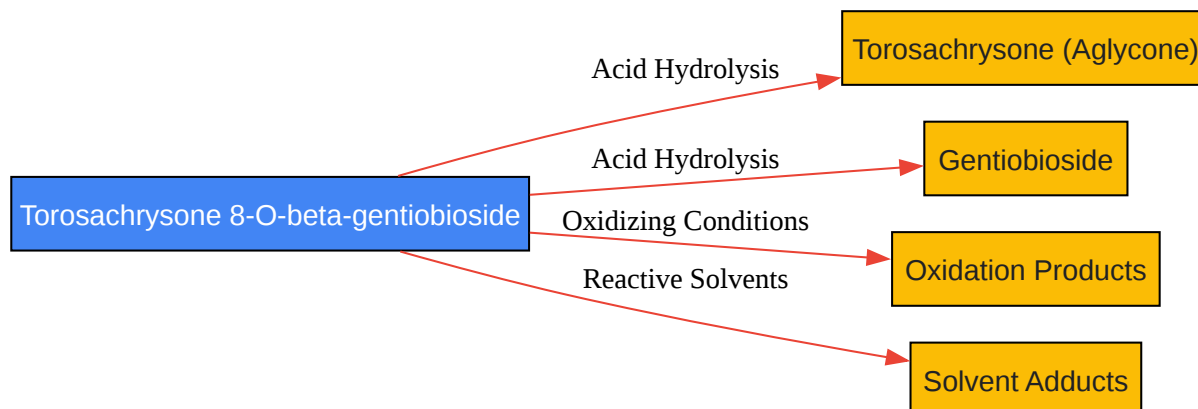 Acid Hydrolysis
Torosachrysone (Aglycone)
Acid Hydrolysis
Gentiobioside
Torosachrysone 8-O-beta-gentiobioside
Oxidizing Conditions
Oxidation Products
Reactive Solvents
Solvent Adducts